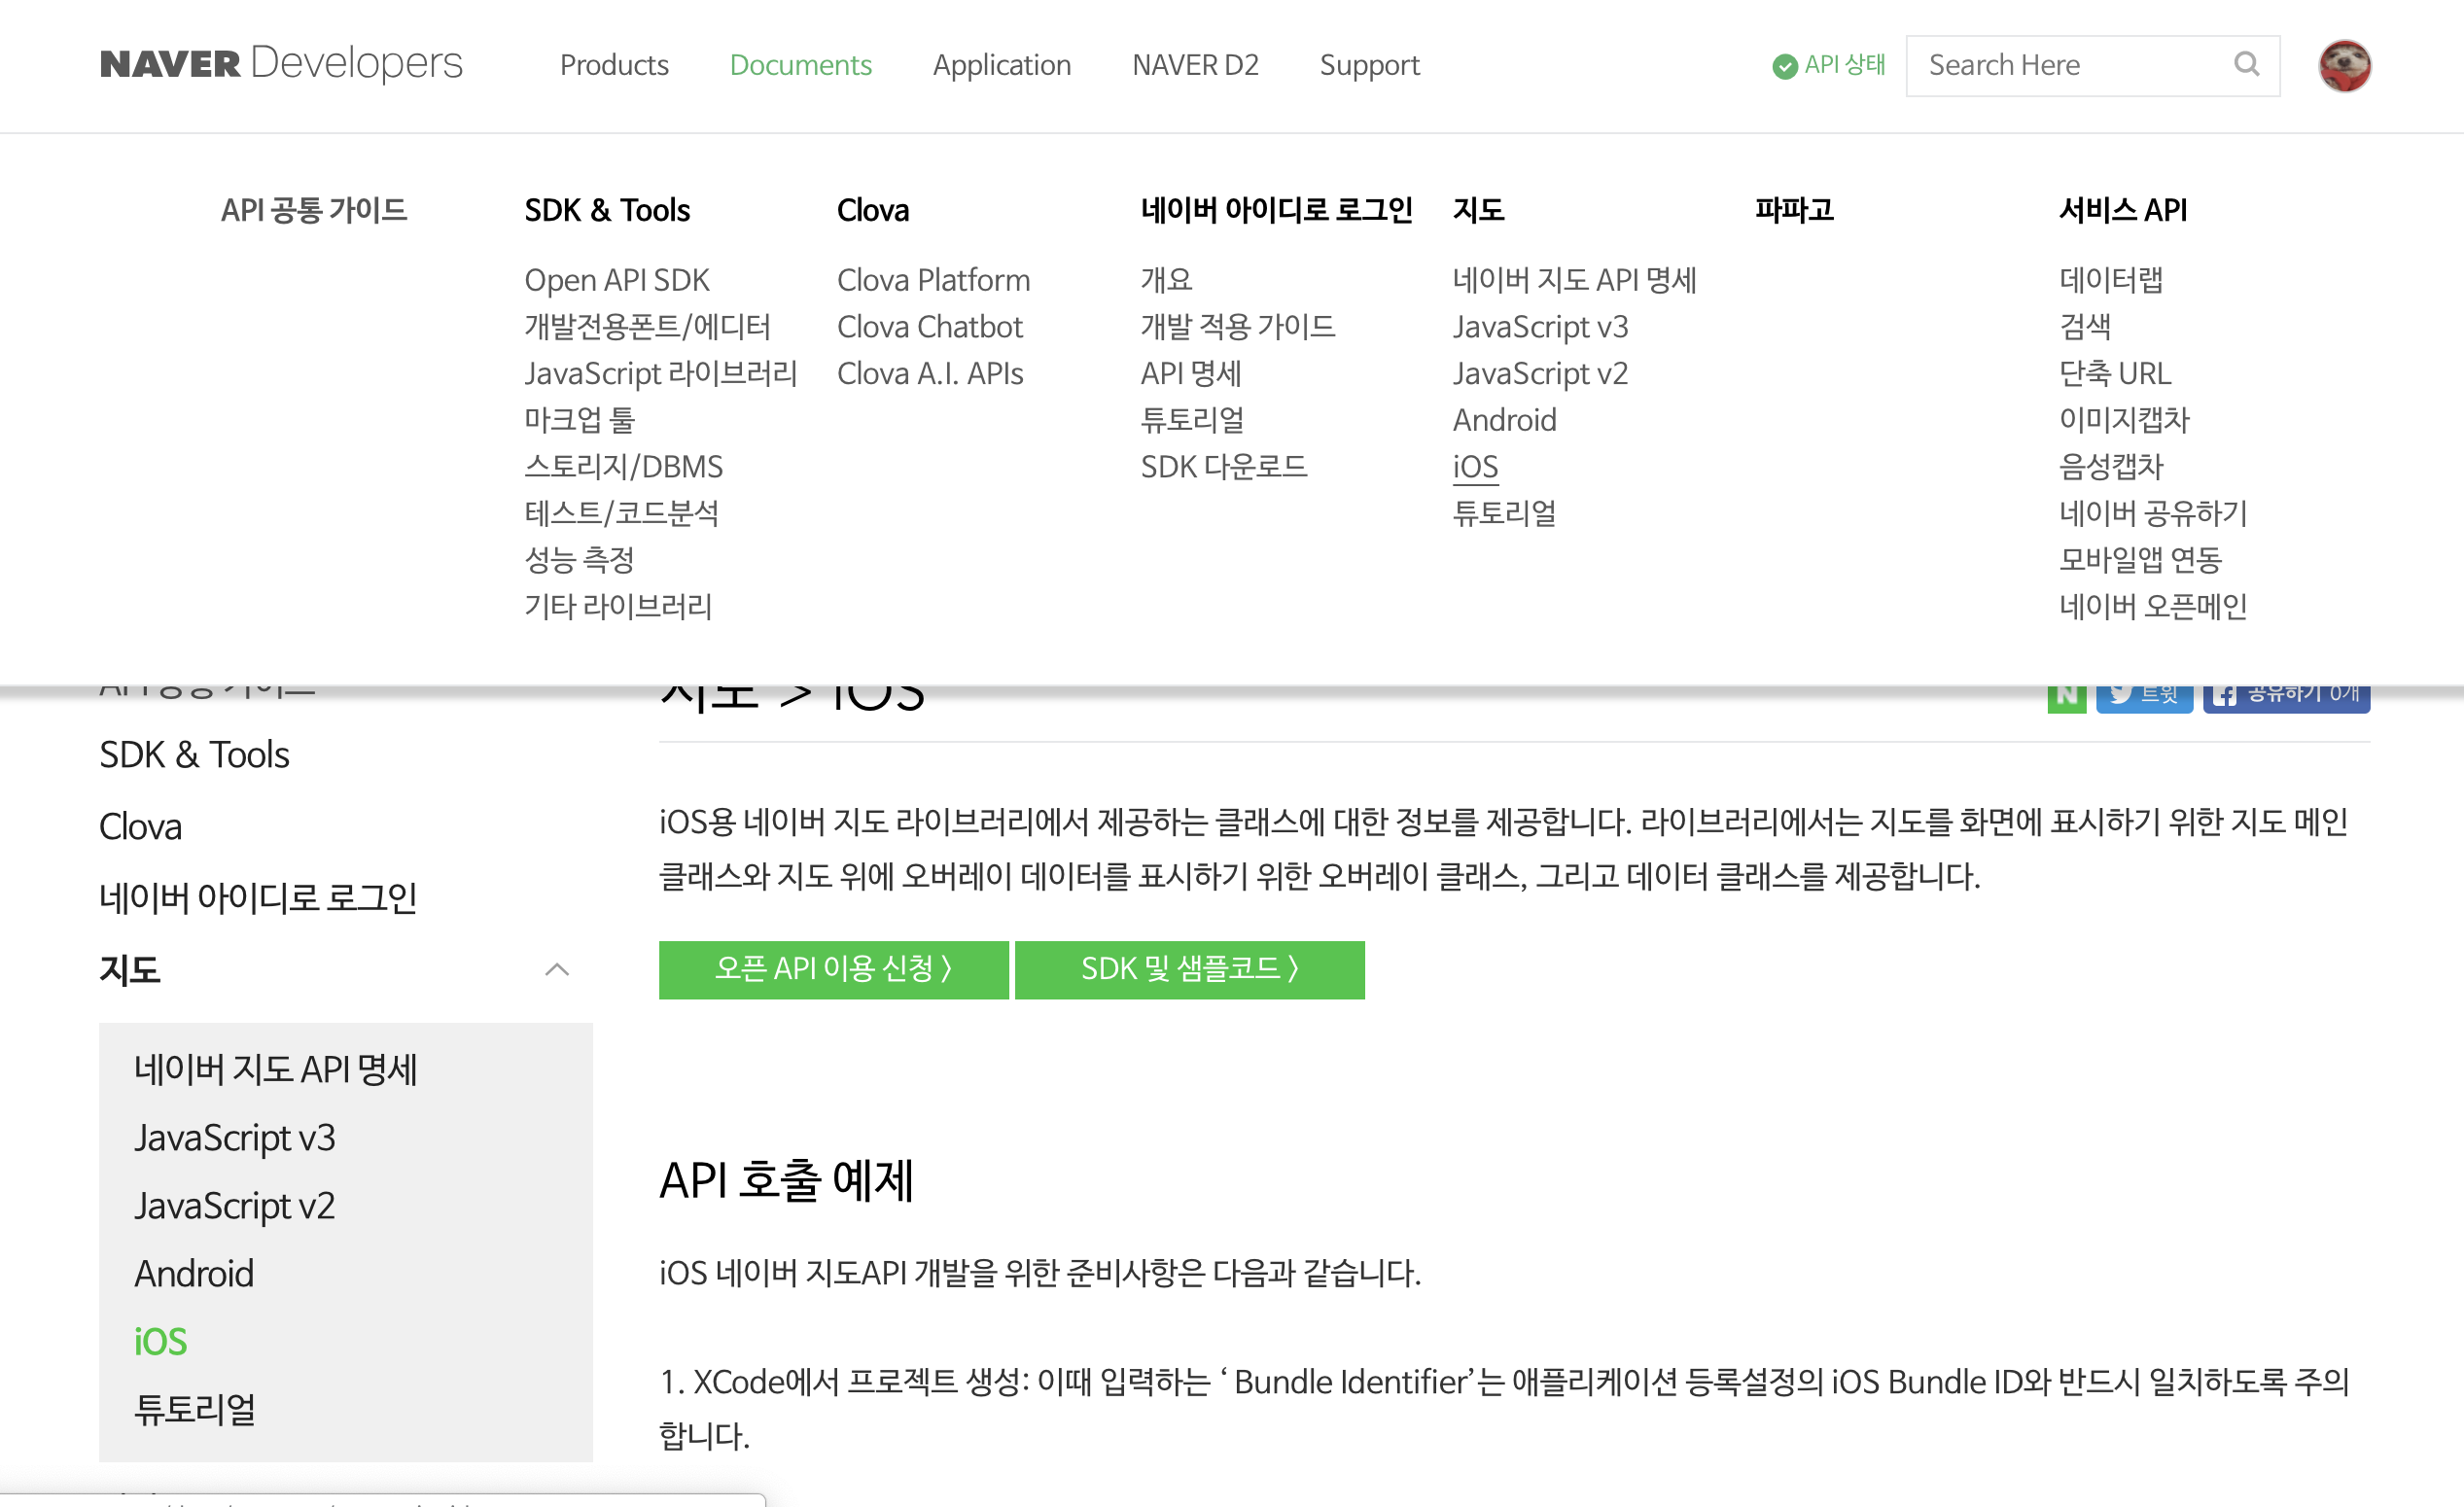 NAVER Developers
Products
Documents
Application
NAVER D2
Support
API 상태
Search Here
API 공통 가이드
SDK & Tools
Open API SDK
개발전용폰트/에디터
JavaScript 라이브러리
마크업 툴
스토리지/DBMS
테스트/코드분석
성능 측정
기타 라이브러리
Clova
Clova Platform
Clova Chatbot
Clova A.I. APIs
네이버 아이디로 로그인
개요
개발 적용 가이드
API 명세
튜토리얼
SDK 다운로드
지도
네이버 지도 API 명세
JavaScript v3
JavaScript v2
Android
iOS
튜토리얼
파파고
서비스 API
데이터랩
검색
단축 URL
이미지캡차
음성캡차
네이버 공유하기
모바일앱 연동
네이버 오픈메인
API 공통 가이드
SDK & Tools
Clova
네이버 아이디로 로그인
지도
네이버 지도 API 명세
JavaScript v3
JavaScript v2
Android
iOS
튜토리얼
지도 > iOS
N
트윗
공유하기 0개
iOS용 네이버 지도 라이브러리에서 제공하는 클래스에 대한 정보를 제공합니다. 라이브러리에서는 지도를 화면에 표시하기 위한 지도 메인
클래스와 지도 위에 오버레이 데이터를 표시하기 위한 오버레이 클래스, 그리고 데이터 클래스를 제공합니다.
오픈 API 이용 신청 〉
SDK 및 샘플코드 〉
API 호출 예제
iOS 네이버 지도API 개발을 위한 준비사항은 다음과 같습니다.
1. XCode에서 프로젝트 생성: 이때 입력하는 ‘ Bundle Identifier’는 애플리케이션 등록설정의 iOS Bundle ID와 반드시 일치하도록 주의
합니다.